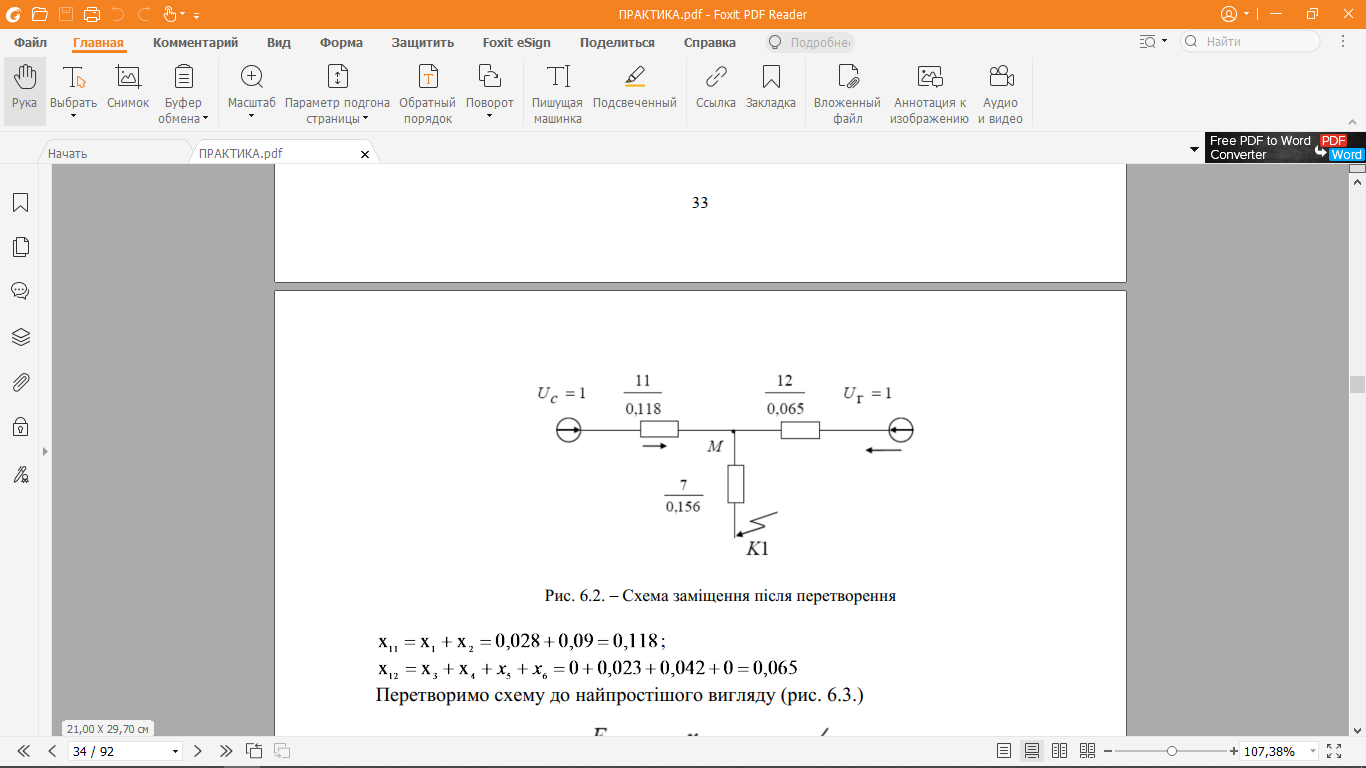 ПРАКТИКА.pdf - Foxit PDF Reader
Файл Главная Комментарий Вид Форма Защитить Foxit eSign Поделиться Справка Подробнее Найти
Рука Выбрать Снимок Буфер обмена Масштаб Параметр подгона страницы Обратный порядок Поворот Пишущая машинка Подсвеченный Ссылка Закладка Вложенный файл Аннотация к изображению Аудио и видео
Начать ПРАКТИКА.pdf
Free PDF to Word PDF
Converter Word
33
U_c = 1 11/0,118 12/0,065 U_г = 1
M
7/0,156
K1
Рис. 6.2. – Схема заміщення після перетворення
x₁₁ = x₁ + x₂ = 0,028 + 0,09 = 0,118 ;
x₁₂ = x₃ + x₄ + x₅ + x₆ = 0 + 0,023 + 0,042 + 0 = 0,065
Перетворимо схему до найпростішого вигляду (рис. 6.3.)
21,00 X 29,70 см
34 / 92 107,38%